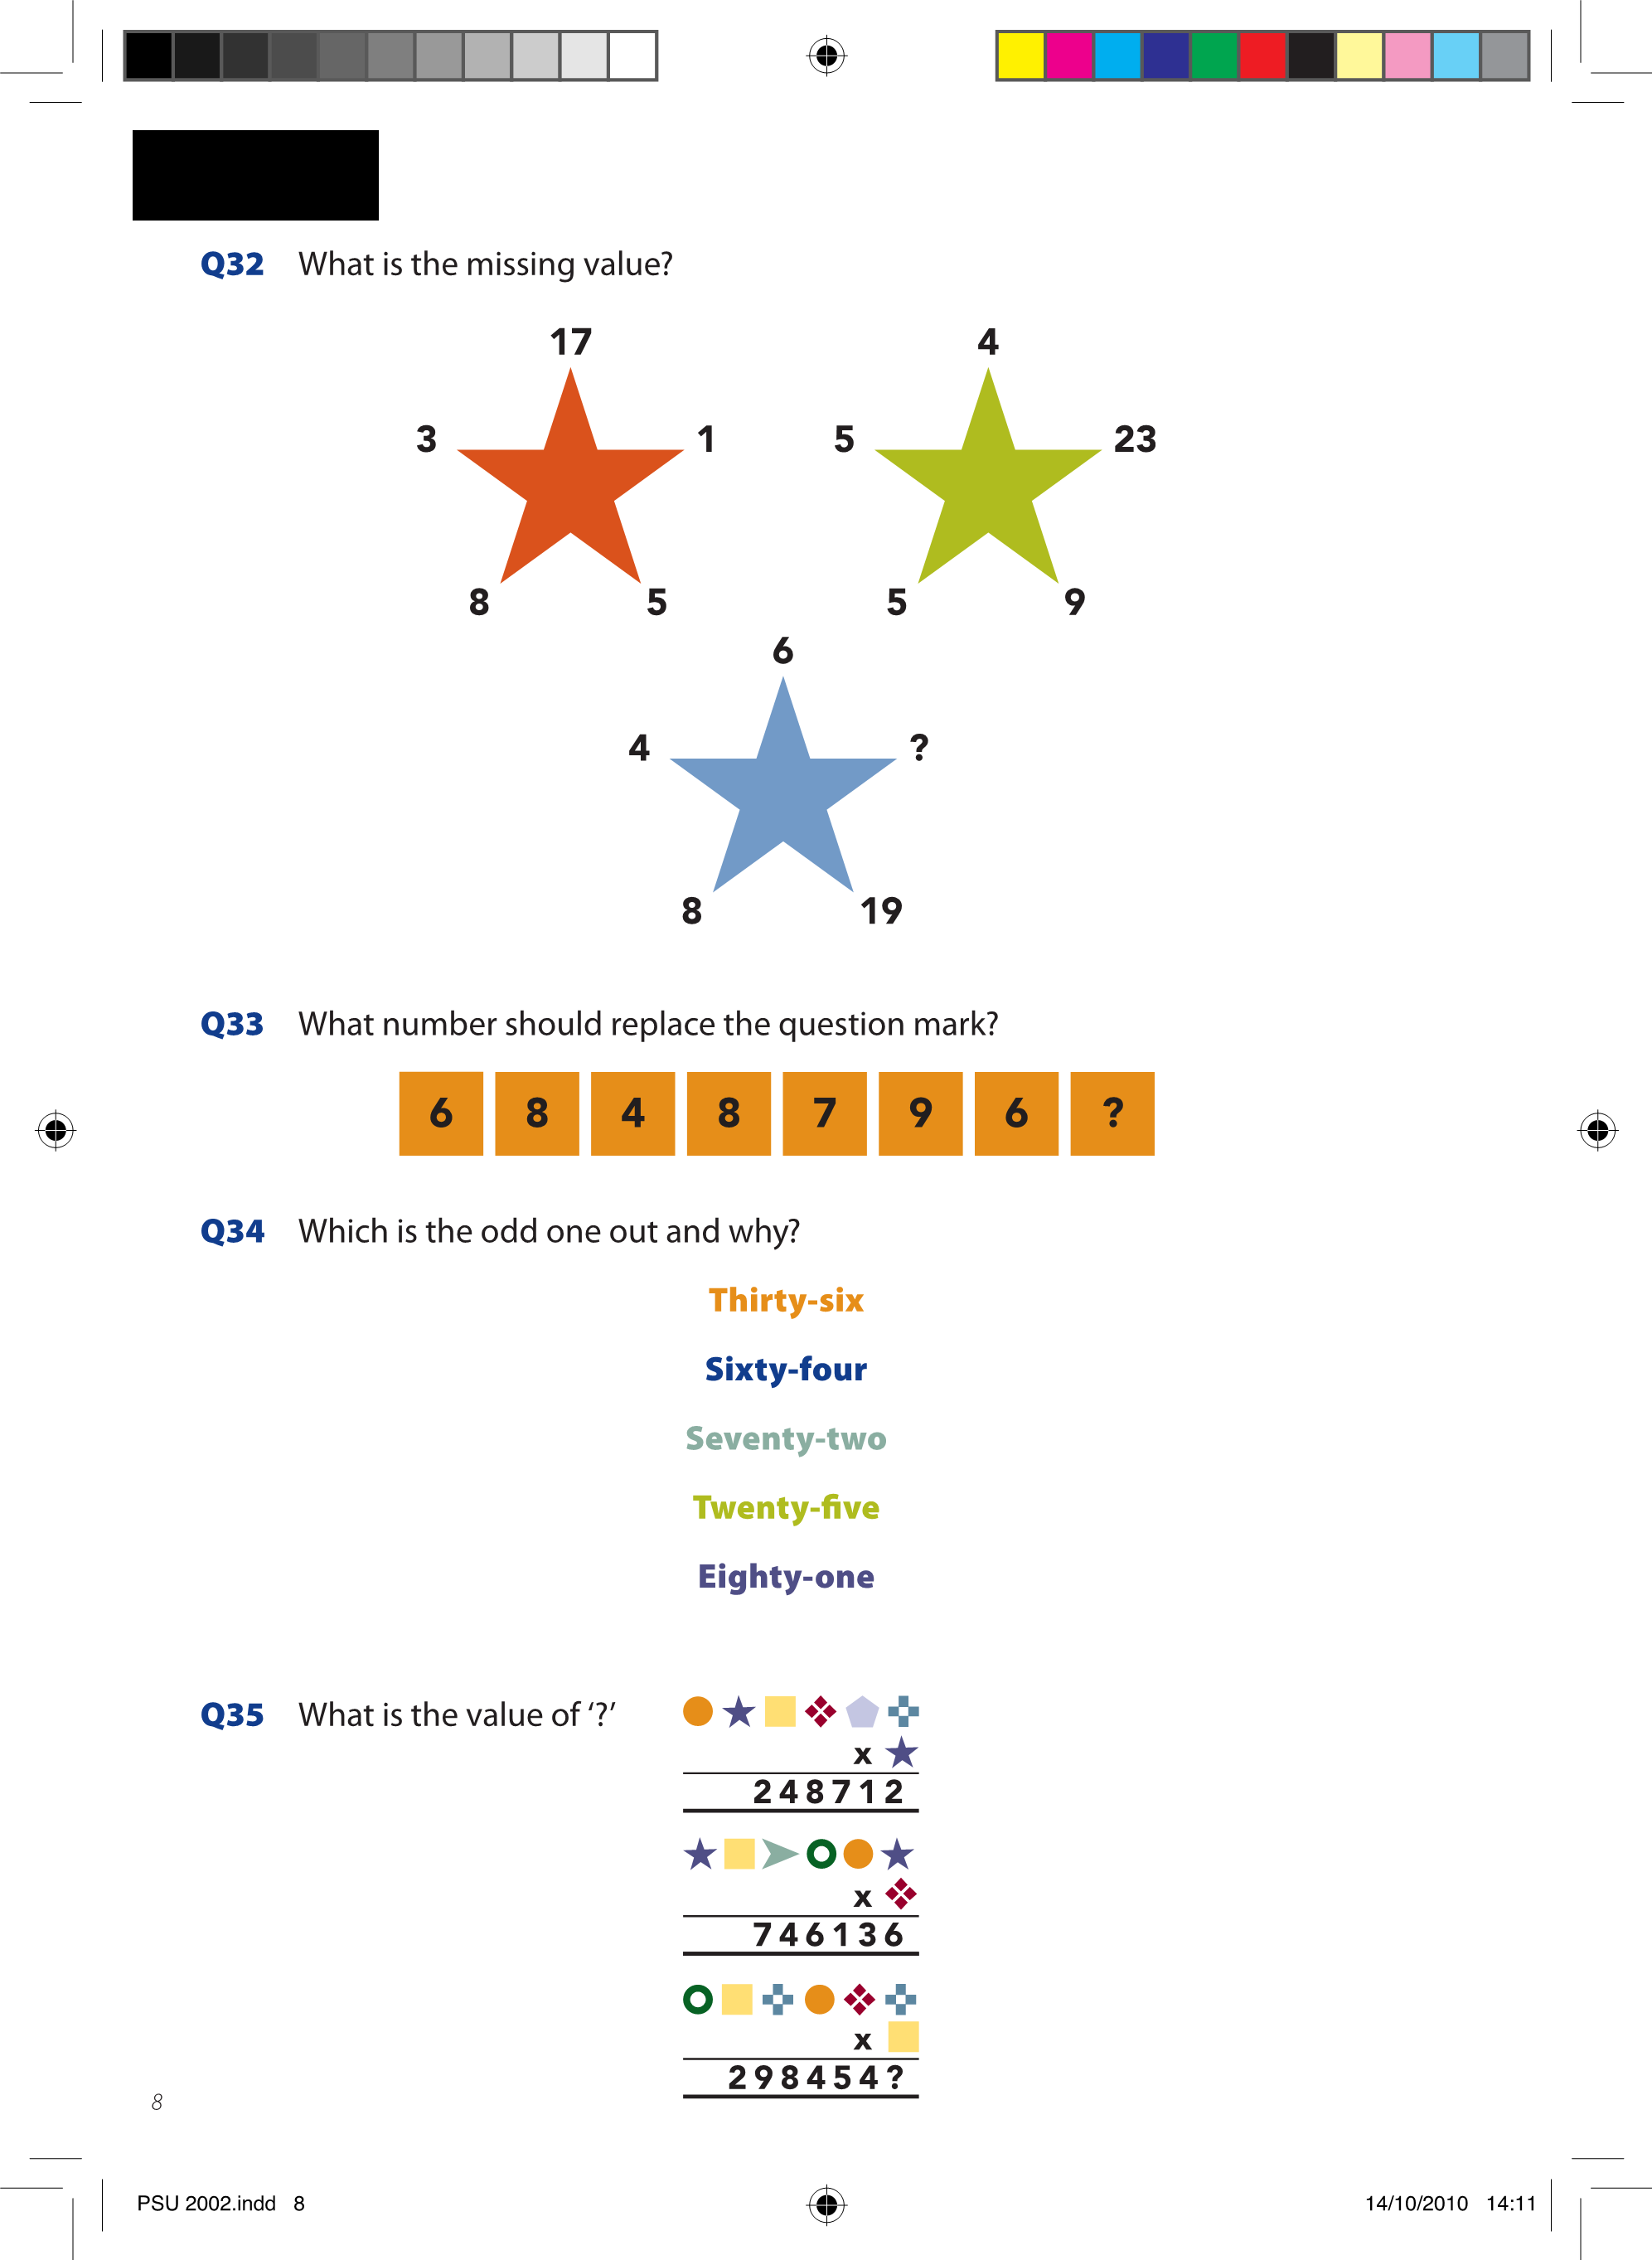 Q32 What is the missing value?
17
3 1
8 5
4
5 23
5 9
6
4 ?
8 19
Q33 What number should replace the question mark?
6 8 4 8 7 9 6 ?
Q34 Which is the odd one out and why?
Thirty-six
Sixty-four
Seventy-two
Twenty-five
Eighty-one
Q35 What is the value of ‘?’
x
248712
x
746136
x
298454?
8
PSU 2002.indd 8
14/10/2010 14:11